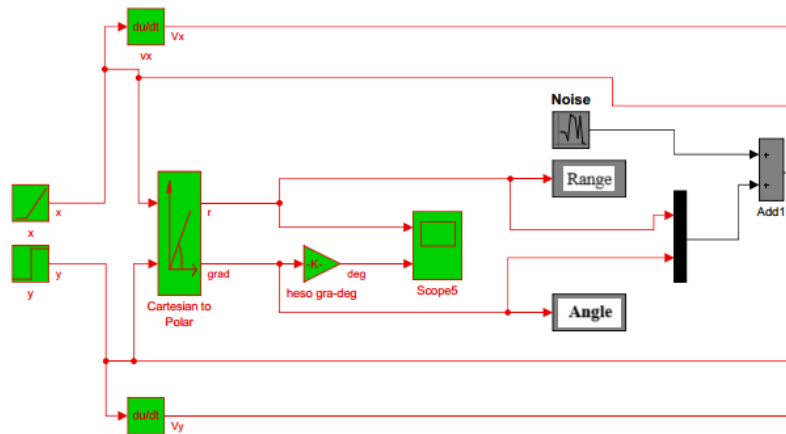 du/dt
Vx
vx
Noise
x
x
r
Range
+
+
Add1
y
y
grad
-K-
deg
heso gra-deg
Cartesian to
Polar
Scope5
Angle
du/dt
Vy